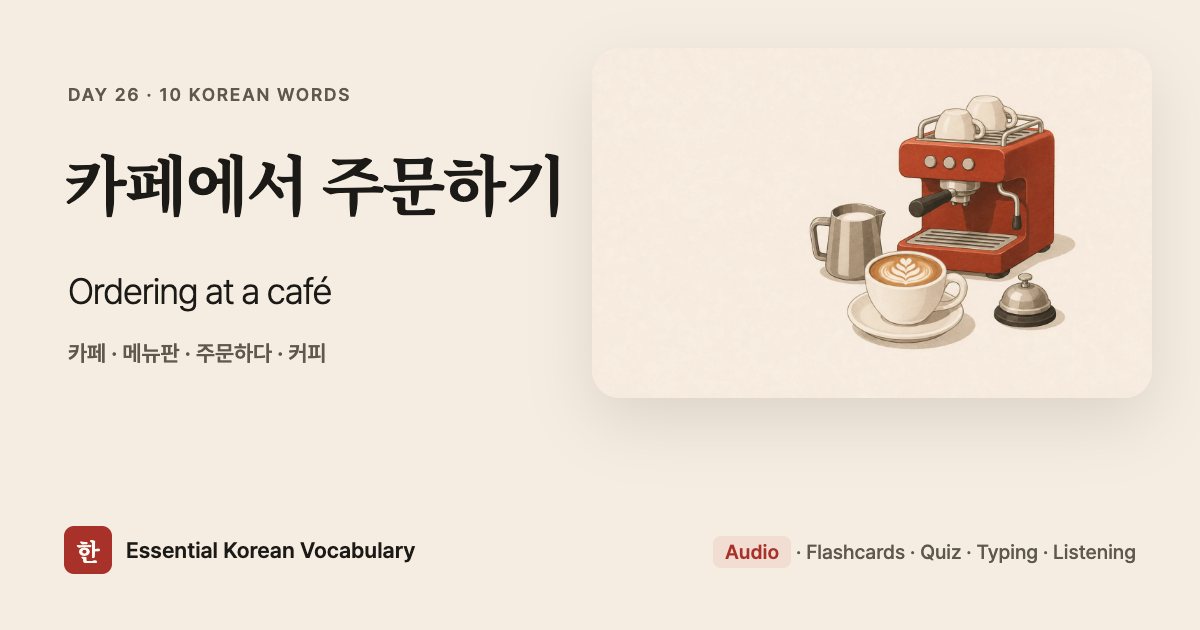 DAY 26 · 10 KOREAN WORDS
카페에서 주문하기
Ordering at a café
카페 · 메뉴판 · 주문하다 · 커피
한 Essential Korean Vocabulary
Audio · Flashcards · Quiz · Typing · Listening